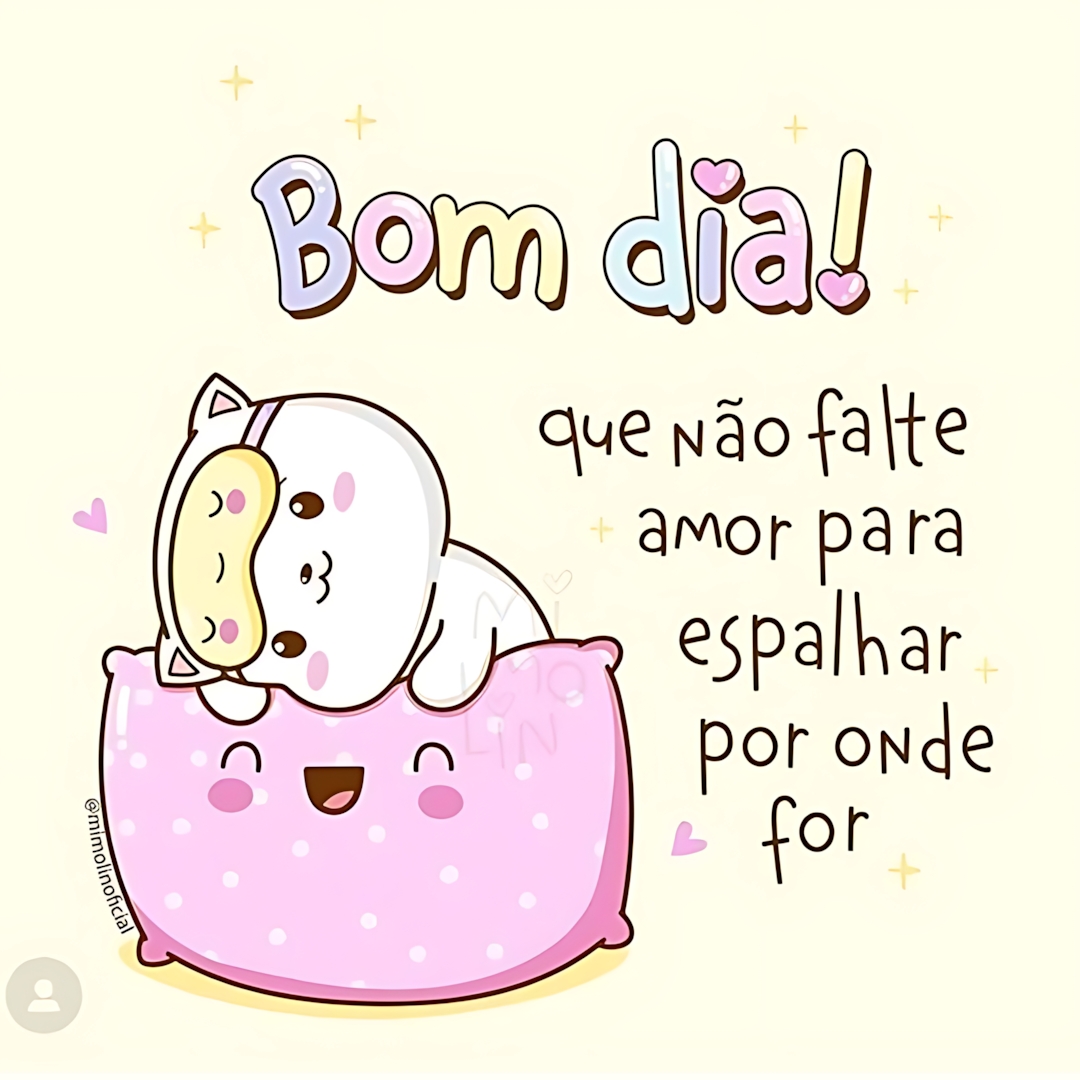 Bom dia!
que não falte
amor para
espalhar
por onde
for
MI
MO
LIN
@mimolinoficial